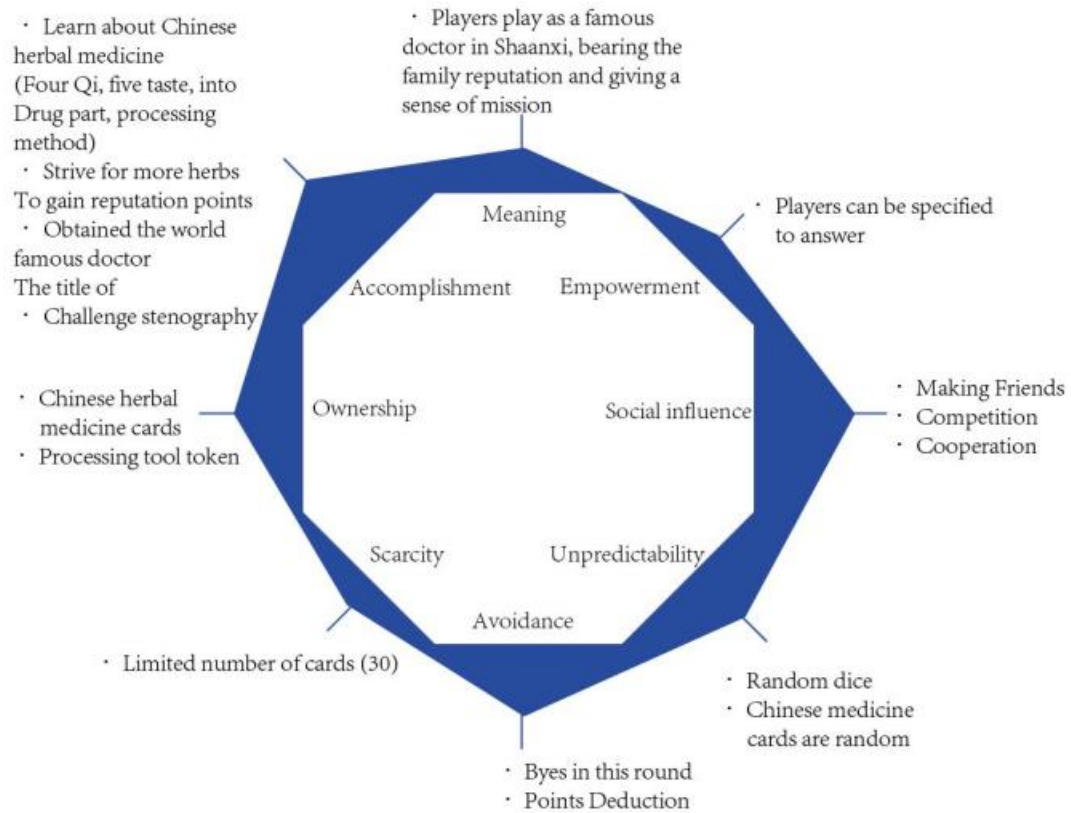 · Learn about Chinese
herbal medicine
(Four Qi, five taste, into
Drug part, processing
method)
· Strive for more herbs
To gain reputation points
· Obtained the world
famous doctor
The title of
· Challenge stenography
· Players play as a famous
doctor in Shaanxi, bearing the
family reputation and giving a
sense of mission
· Players can be specified
to answer
Meaning
Accomplishment
Empowerment
Ownership
Social influence
Scarcity
Unpredictability
Avoidance
· Chinese herbal
medicine cards
· Processing tool token
· Making Friends
· Competition
· Cooperation
· Limited number of cards (30)
· Random dice
· Chinese medicine
cards are random
· Byes in this round
· Points Deduction